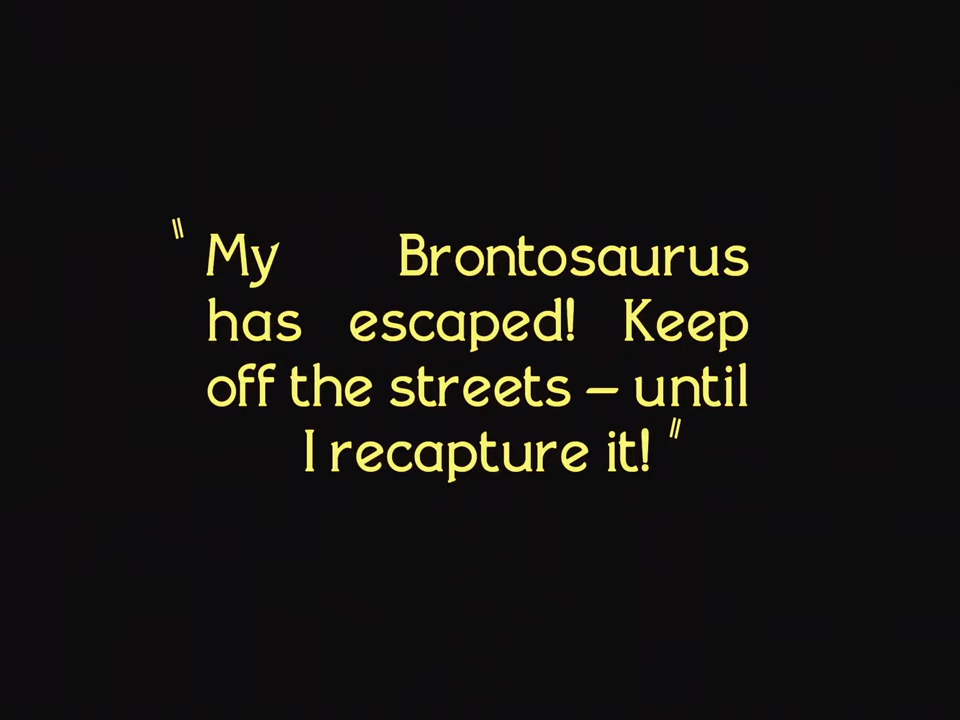 "My Brontosaurus
has escaped! Keep
off the streets – until
I recapture it!"